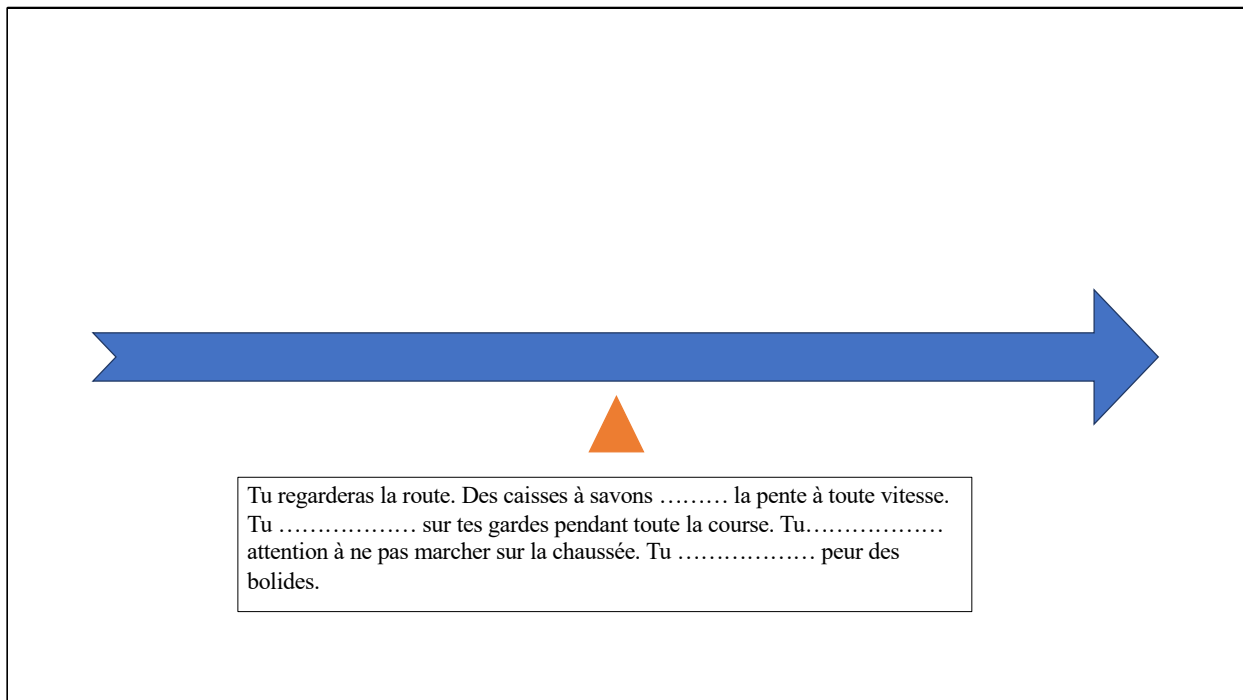 Tu regarderas la route. Des caisses à savons ……… la pente à toute vitesse.
Tu ……………… sur tes gardes pendant toute la course. Tu………………
attention à ne pas marcher sur la chaussée. Tu ……………… peur des
bolides.